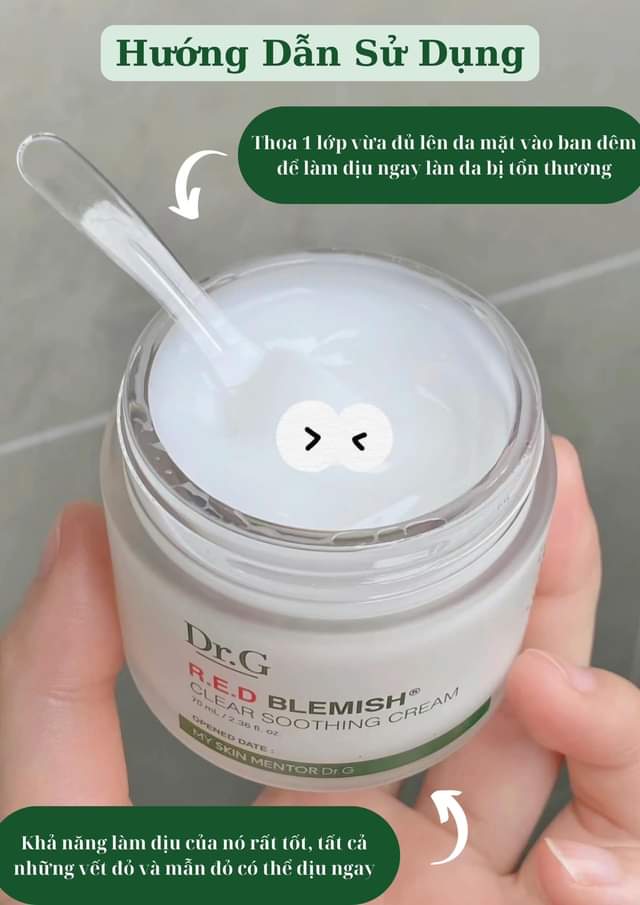 Hướng Dẫn Sử Dụng
Thoa 1 lớp vừa đủ lên da mặt vào ban đêm
để làm dịu ngay làn da bị tổn thương
Dr.G
R.E.D BLEMISH®
CLEAR SOOTHING CREAM
70 mL / 2.36 fl. oz.
OPENED DATE :
MY SKIN MENTOR Dr.G
Khả năng làm dịu của nó rất tốt, tất cả
những vết đỏ và mẫn đỏ có thể dịu ngay